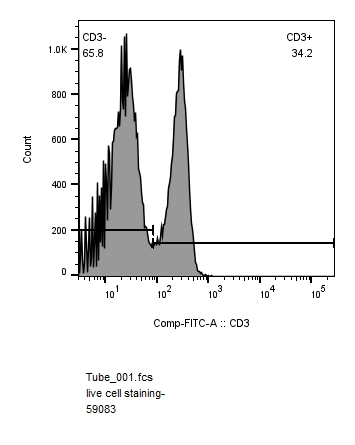 CD3- CD3+
65.8 34.2
1.0K
800
600
400
200
0
Count
10^1 10^2 10^3 10^4 10^5
Comp-FITC-A :: CD3
Tube_001.fcs
live cell staining-
59083